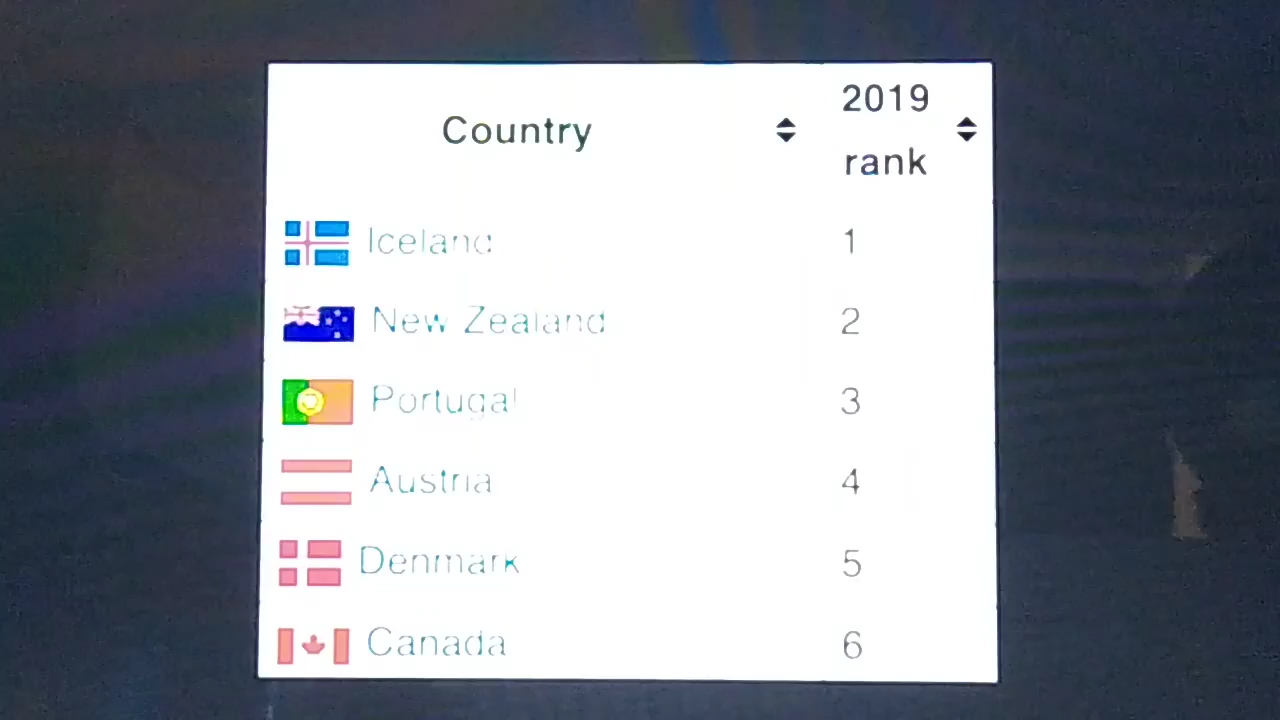 Country
2019
rank
Iceland 1
New Zealand 2
Portugal 3
Austria 4
Denmark 5
Canada 6